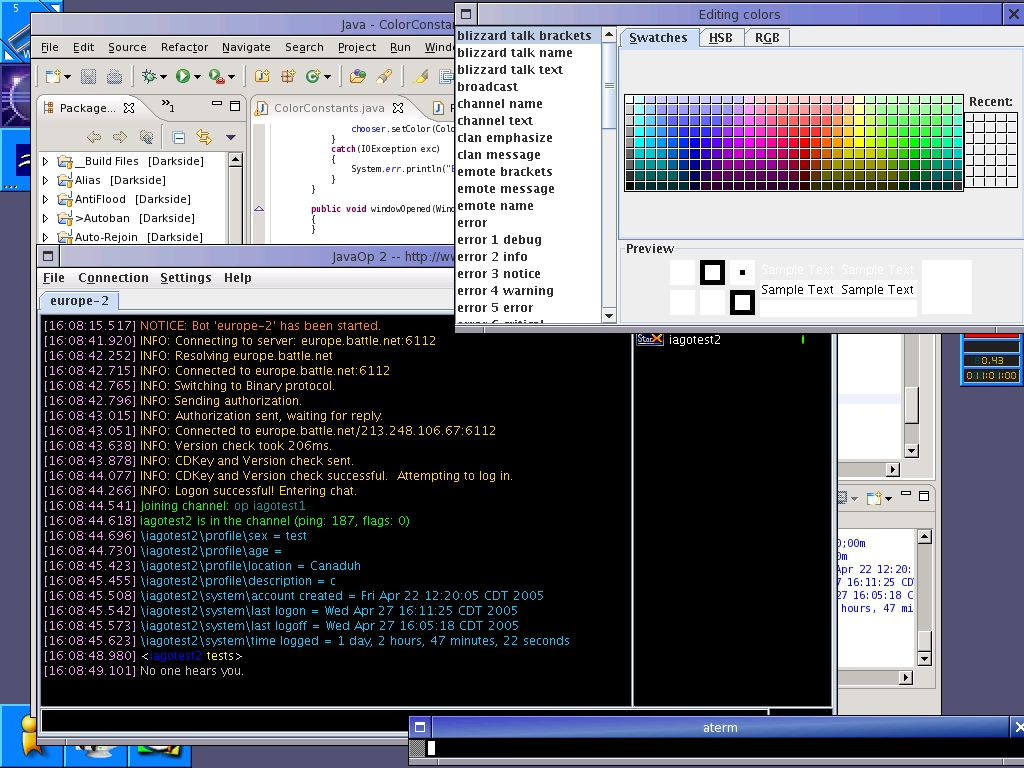 5
Java - ColorConstan
File Edit Source Refactor Navigate Search Project Run Windo
Package...
»1
ColorConstants.java
chooser.setColor(Colo
}
catch(IOException exc)
{
System.err.println("E
}
}
public void windowOpened(Wind
{
}
__Build Files [Darkside]
Alias [Darkside]
AntiFlood [Darkside]
>Autoban [Darkside]
Auto-Rejoin [Darkside]
Editing colors
blizzard talk brackets
blizzard talk name
blizzard talk text
broadcast
channel name
channel text
clan emphasize
clan message
emote brackets
emote message
emote name
error
error 1 debug
error 2 info
error 3 notice
error 4 warning
error 5 error
error 6 critical
Swatches HSB RGB
Recent:
Preview
Sample Text Sample Text
Sample Text Sample Text
JavaOp 2 -- http://ww
File Connection Settings Help
europe-2
[16:08:15.517] NOTICE: Bot 'europe-2' has been started.
[16:08:41.920] INFO: Connecting to server: europe.battle.net:6112
[16:08:42.252] INFO: Resolving europe.battle.net
[16:08:42.715] INFO: Connected to europe.battle.net:6112
[16:08:42.765] INFO: Switching to Binary protocol.
[16:08:42.796] INFO: Sending authorization.
[16:08:43.015] INFO: Authorization sent, waiting for reply.
[16:08:43.051] INFO: Connected to europe.battle.net/213.248.106.67:6112
[16:08:43.638] INFO: Version check took 206ms.
[16:08:43.878] INFO: CDKey and Version check sent.
[16:08:44.077] INFO: CDKey and Version check successful.  Attempting to log in.
[16:08:44.266] INFO: Logon successful! Entering chat.
[16:08:44.541] Joining channel: op iagotest1
[16:08:44.618] iagotest2 is in the channel (ping: 187, flags: 0)
[16:08:44.696] \iagotest2\profile\sex = test
[16:08:44.730] \iagotest2\profile\age =
[16:08:45.423] \iagotest2\profile\location = Canaduh
[16:08:45.455] \iagotest2\profile\description = c
[16:08:45.508] \iagotest2\system\account created = Fri Apr 22 12:20:05 CDT 2005
[16:08:45.542] \iagotest2\system\last logon = Wed Apr 27 16:11:25 CDT 2005
[16:08:45.573] \iagotest2\system\last logoff = Wed Apr 27 16:05:18 CDT 2005
[16:08:45.623] \iagotest2\system\time logged = 1 day, 2 hours, 47 minutes, 22 seconds
[16:08:48.980] <iagotest2 tests>
[16:08:49.101] No one hears you.
StarX iagotest2
0.43
011:01:00
0;00m
0m
Apr 22 12:20:
7 16:11:25 CD
27 16:05:18 C
hours, 47 mi
aterm